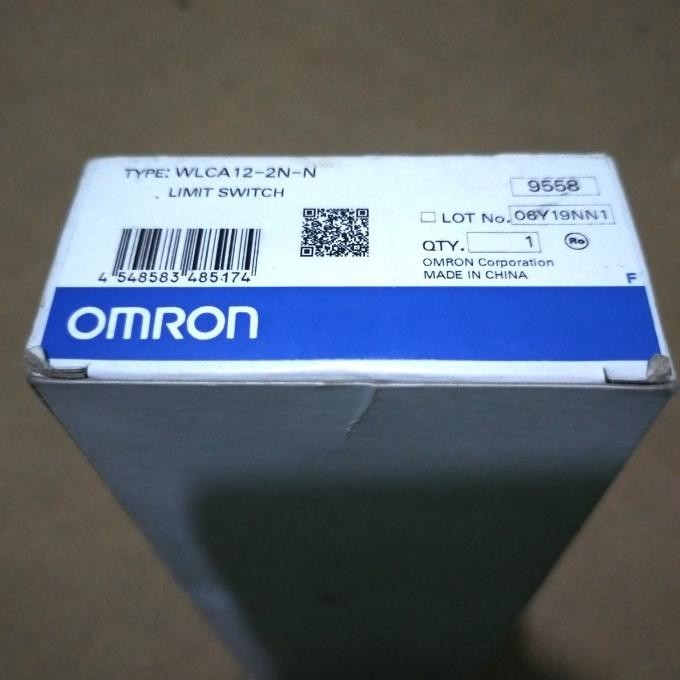 TYPE: WLCA12-2N-N
LIMIT SWITCH
9558
LOT No. 06Y19NN1
QTY. 1
Ro
OMRON Corporation
MADE IN CHINA
4 548583 485174
F
OMRON